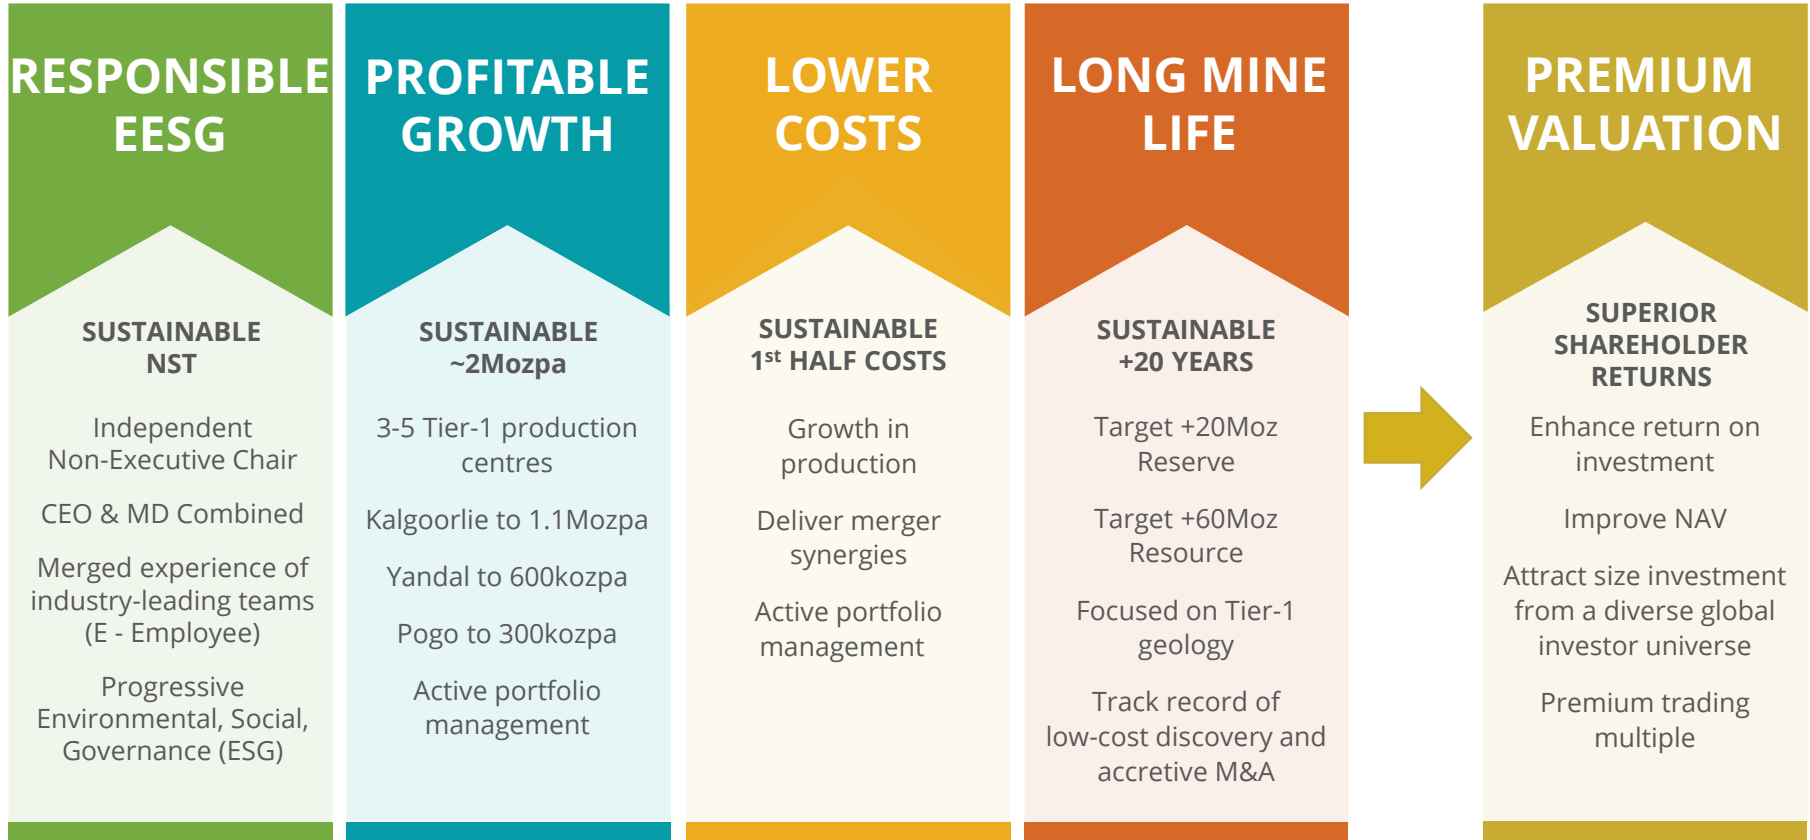 RESPONSIBLE
EESG
SUSTAINABLE
NST
Independent
Non-Executive Chair
CEO & MD Combined
Merged experience of
industry-leading teams
(E - Employee)
Progressive
Environmental, Social,
Governance (ESG)
PROFITABLE
GROWTH
SUSTAINABLE
~2Mozpa
3-5 Tier-1 production
centres
Kalgoorlie to 1.1Mozpa
Yandal to 600kozpa
Pogo to 300kozpa
Active portfolio
management
LOWER
COSTS
SUSTAINABLE
1st HALF COSTS
Growth in
production
Deliver merger
synergies
Active portfolio
management
LONG MINE
LIFE
SUSTAINABLE
+20 YEARS
Target +20Moz
Reserve
Target +60Moz
Resource
Focused on Tier-1
geology
Track record of
low-cost discovery and
accretive M&A
PREMIUM
VALUATION
SUPERIOR
SHAREHOLDER
RETURNS
Enhance return on
investment
Improve NAV
Attract size investment
from a diverse global
investor universe
Premium trading
multiple